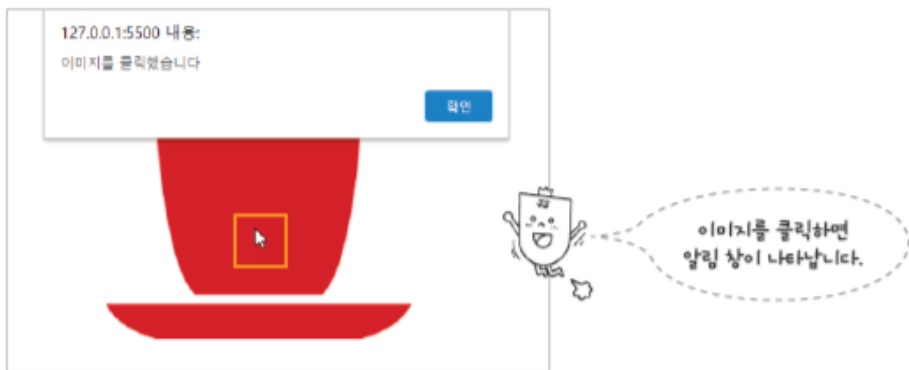 127.0.0.1:5500 내용:
이미지를 클릭했습니다
확인
이미지를 클릭하면
알림 창이 나타납니다.